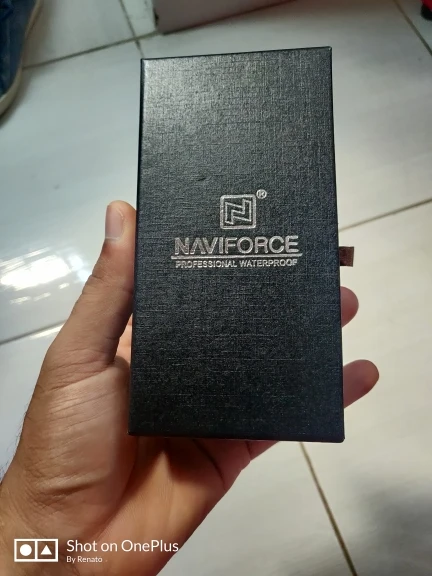 ®
NAVIFORCE
PROFESSIONAL WATERPROOF
Shot on OnePlus
By Renato